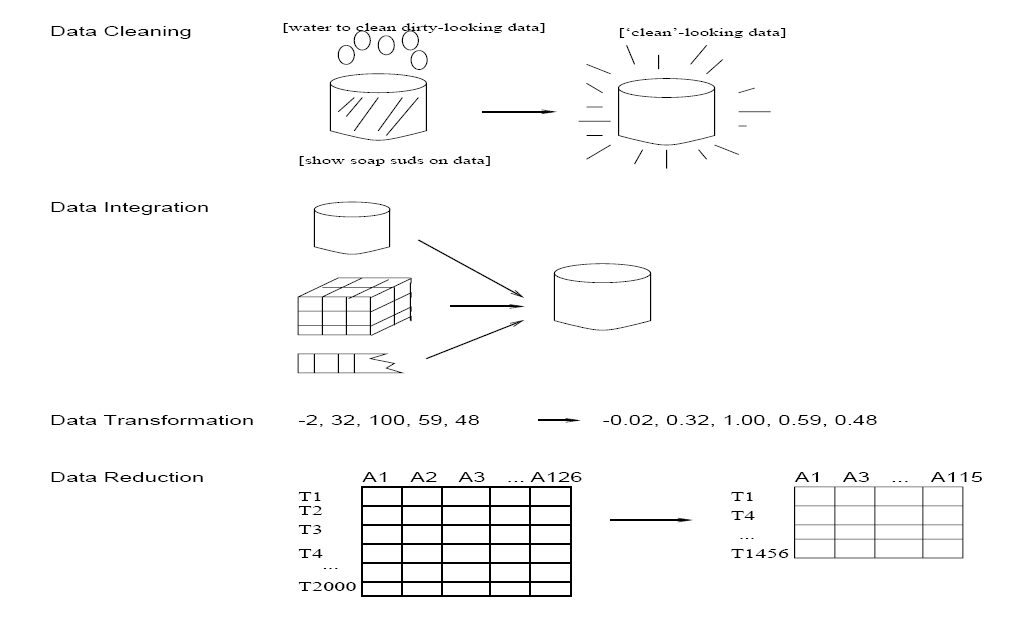 Data Cleaning
[water to clean dirty-looking data]
['clean'-looking data]
[show soap suds on data]
Data Integration
Data Transformation -2, 32, 100, 59, 48 -0.02, 0.32, 1.00, 0.59, 0.48
Data Reduction
A1 A2 A3 ... A126
T1
T2
T3
T4
...
T2000
A1 A3 ... A115
T1
T4
...
T1456